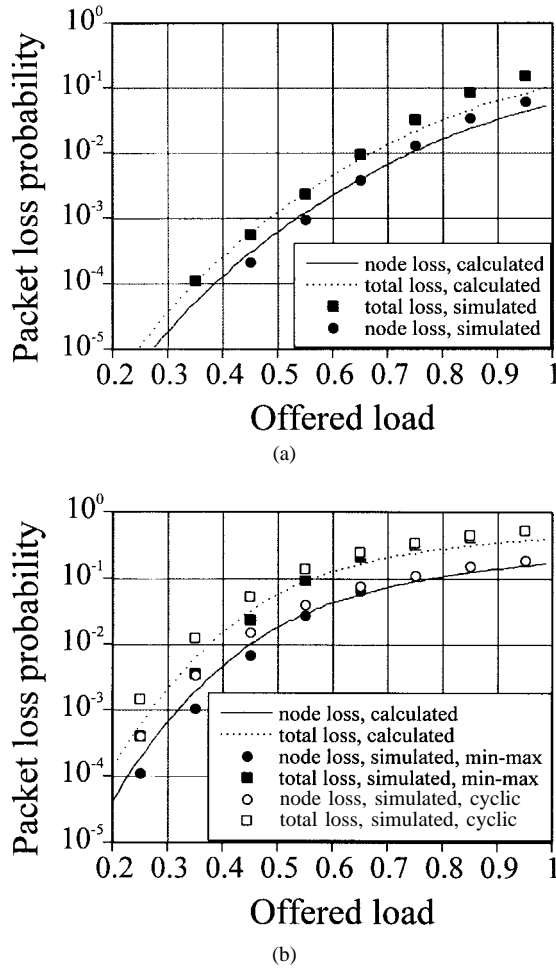 Packet loss probability
10^0
10^-1
10^-2
10^-3
10^-4
10^-5
node loss, calculated
total loss, calculated
total loss, simulated
node loss, simulated
0.2 0.3 0.4 0.5 0.6 0.7 0.8 0.9 1
Offered load
(a)
Packet loss probability
10^0
10^-1
10^-2
10^-3
10^-4
10^-5
node loss, calculated
total loss, calculated
node loss, simulated, min-max
total loss, simulated, min-max
node loss, simulated, cyclic
total loss, simulated, cyclic
0.2 0.3 0.4 0.5 0.6 0.7 0.8 0.9 1
Offered load
(b)